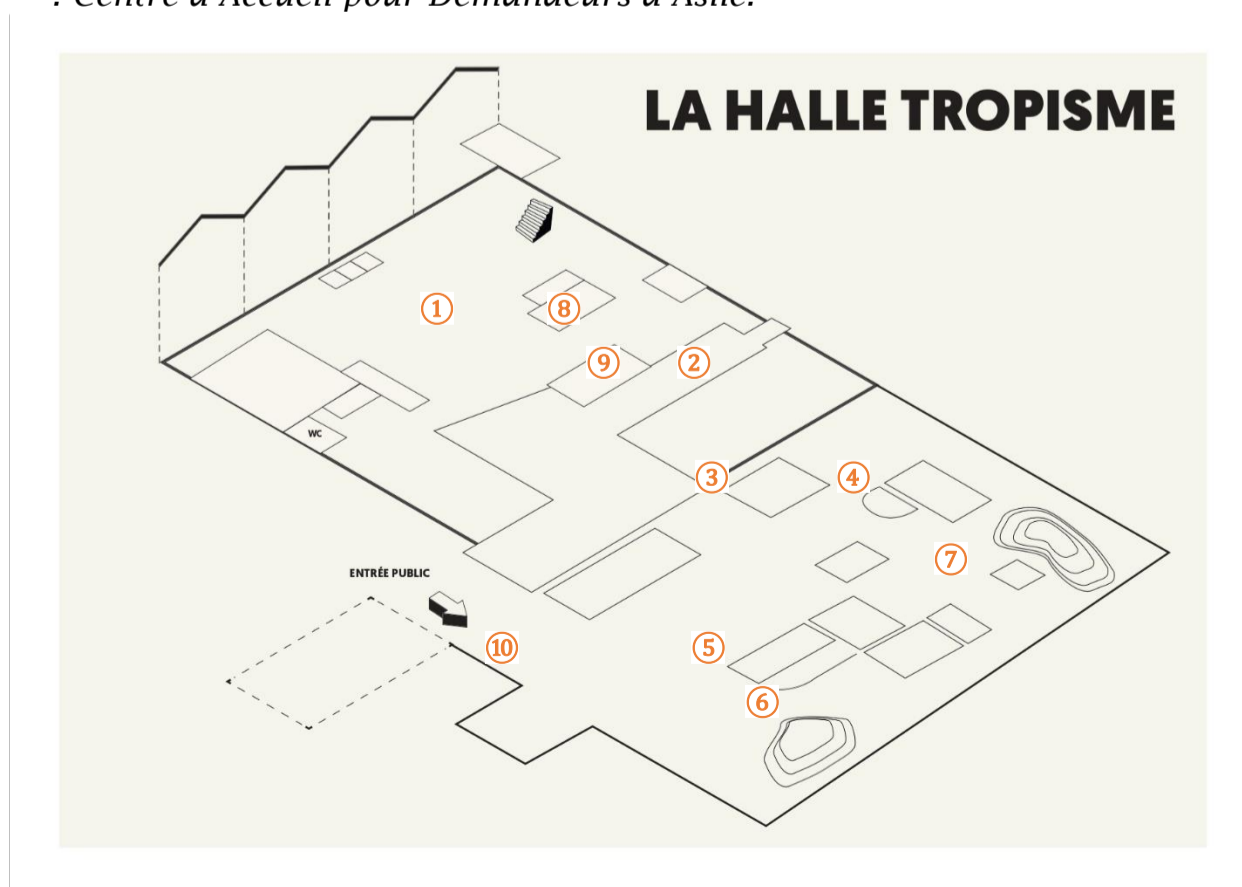 : Centre d'Accueil pour Demandeurs d'Asile.
LA HALLE TROPISME
①
⑧
⑨
②
WC
③
④
⑦
ENTRÉE PUBLIC
⑩
⑤
⑥